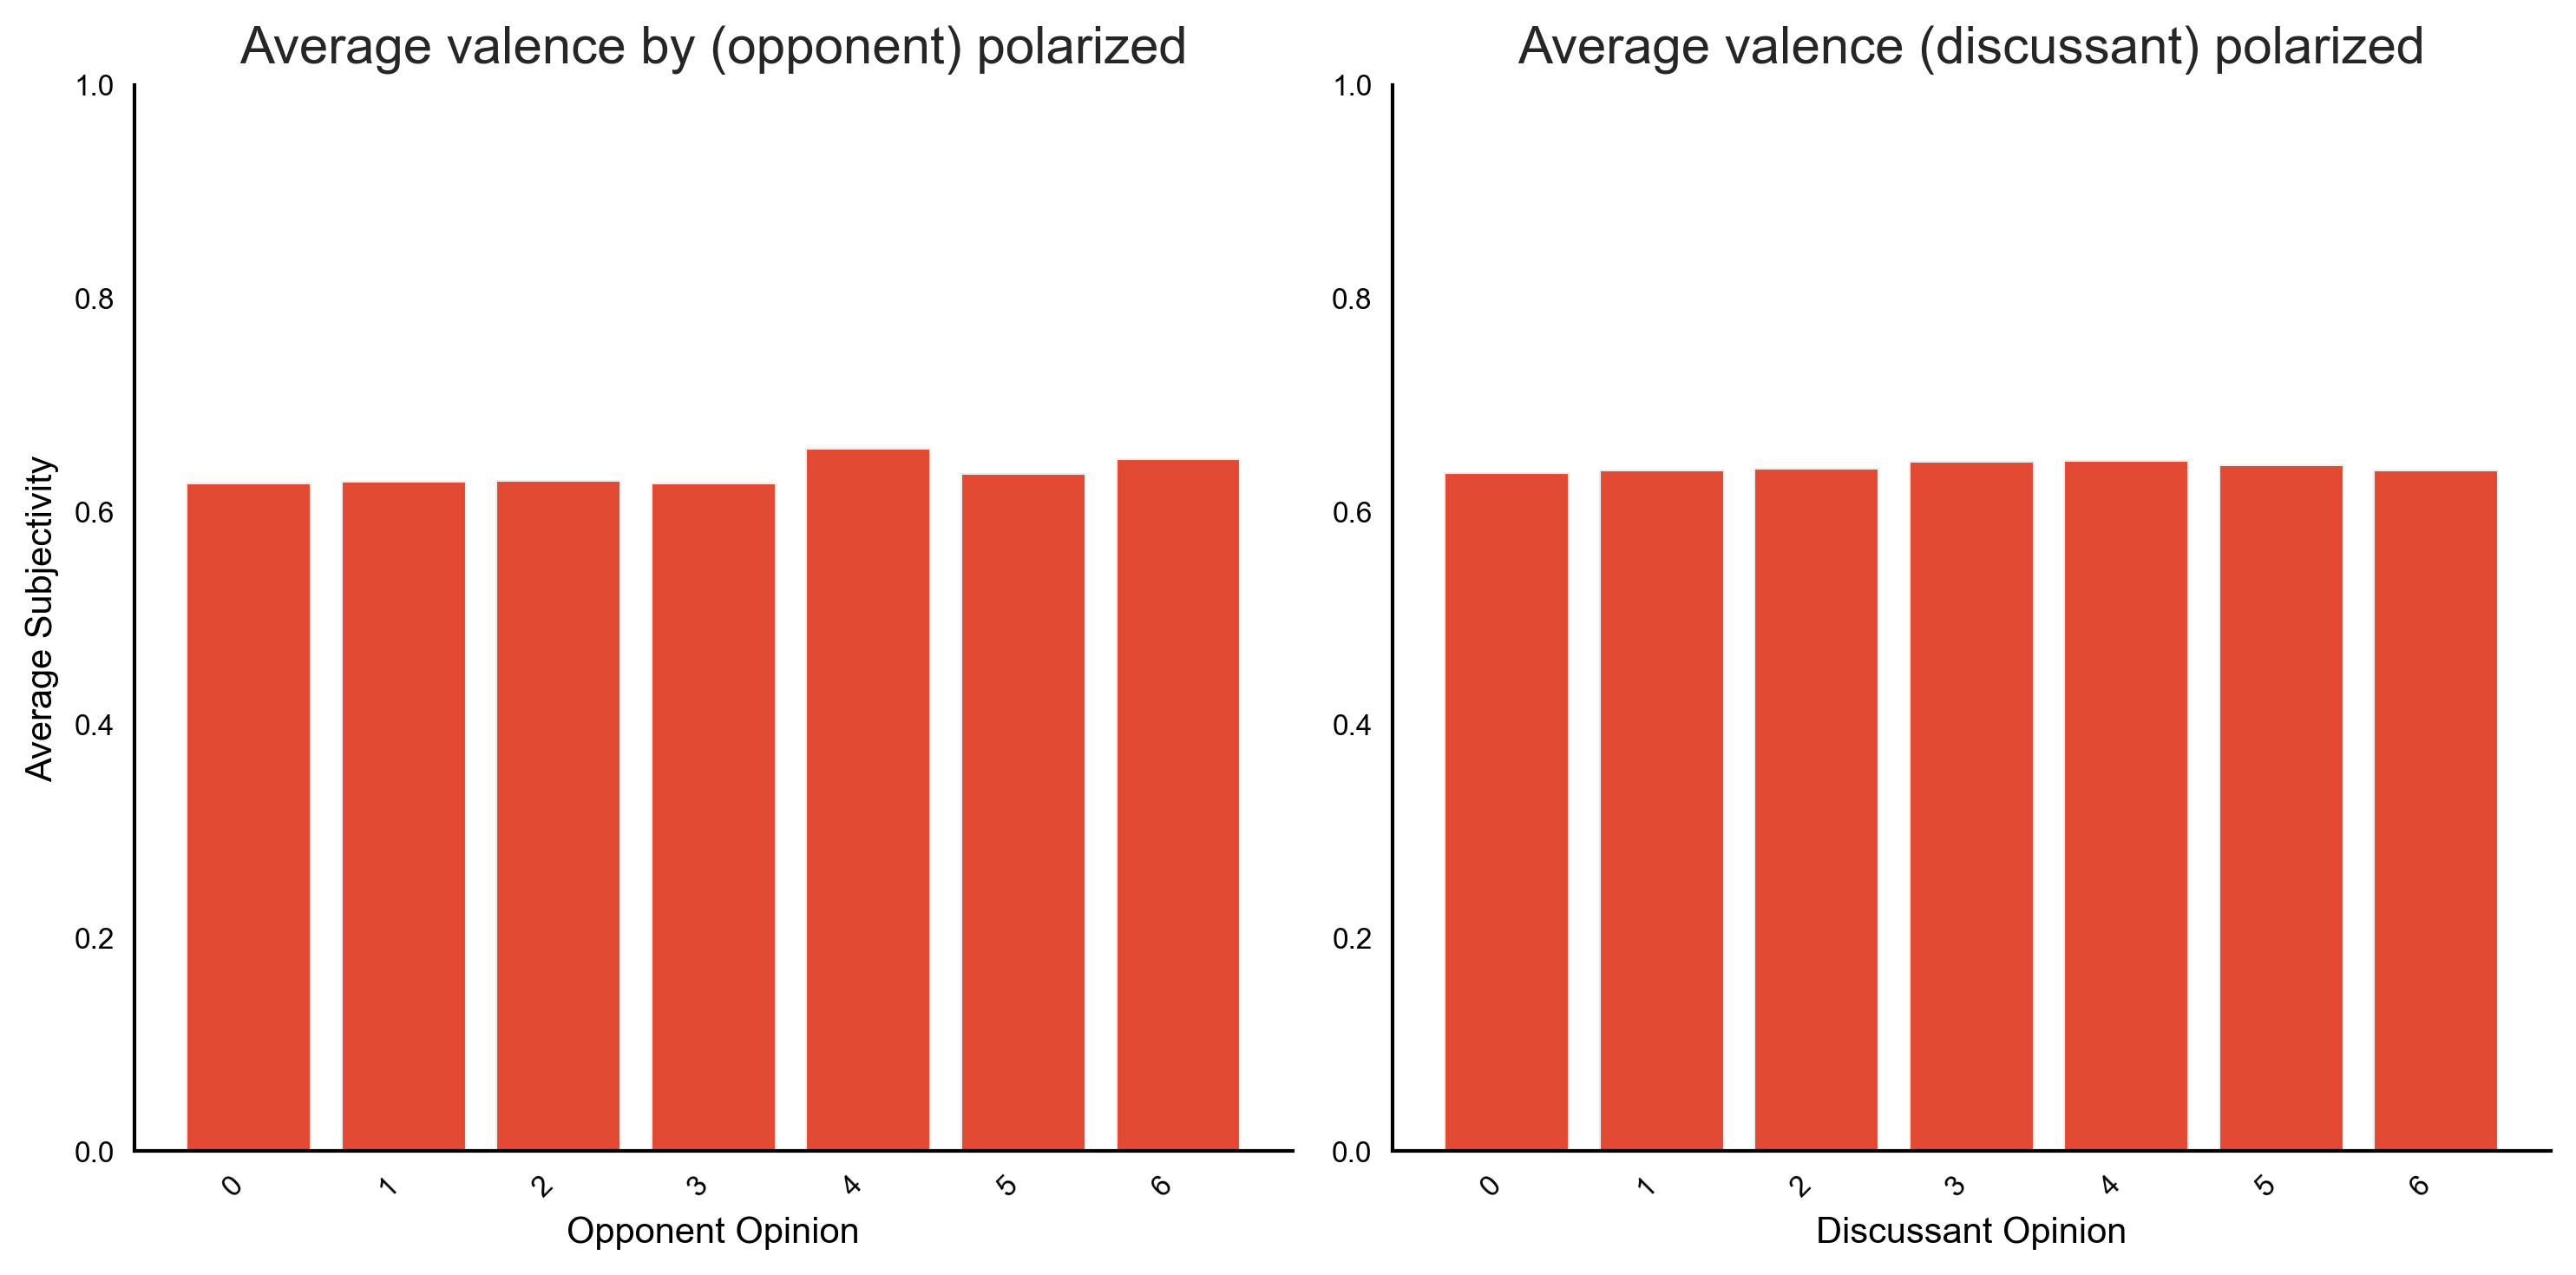 Average valence by (opponent) polarized
1.0
0.8
0.6
0.4
0.2
0.0
Average Subjectivity
0 1 2 3 4 5 6
Opponent Opinion
Average valence (discussant) polarized
1.0
0.8
0.6
0.4
0.2
0.0
0 1 2 3 4 5 6
Discussant Opinion